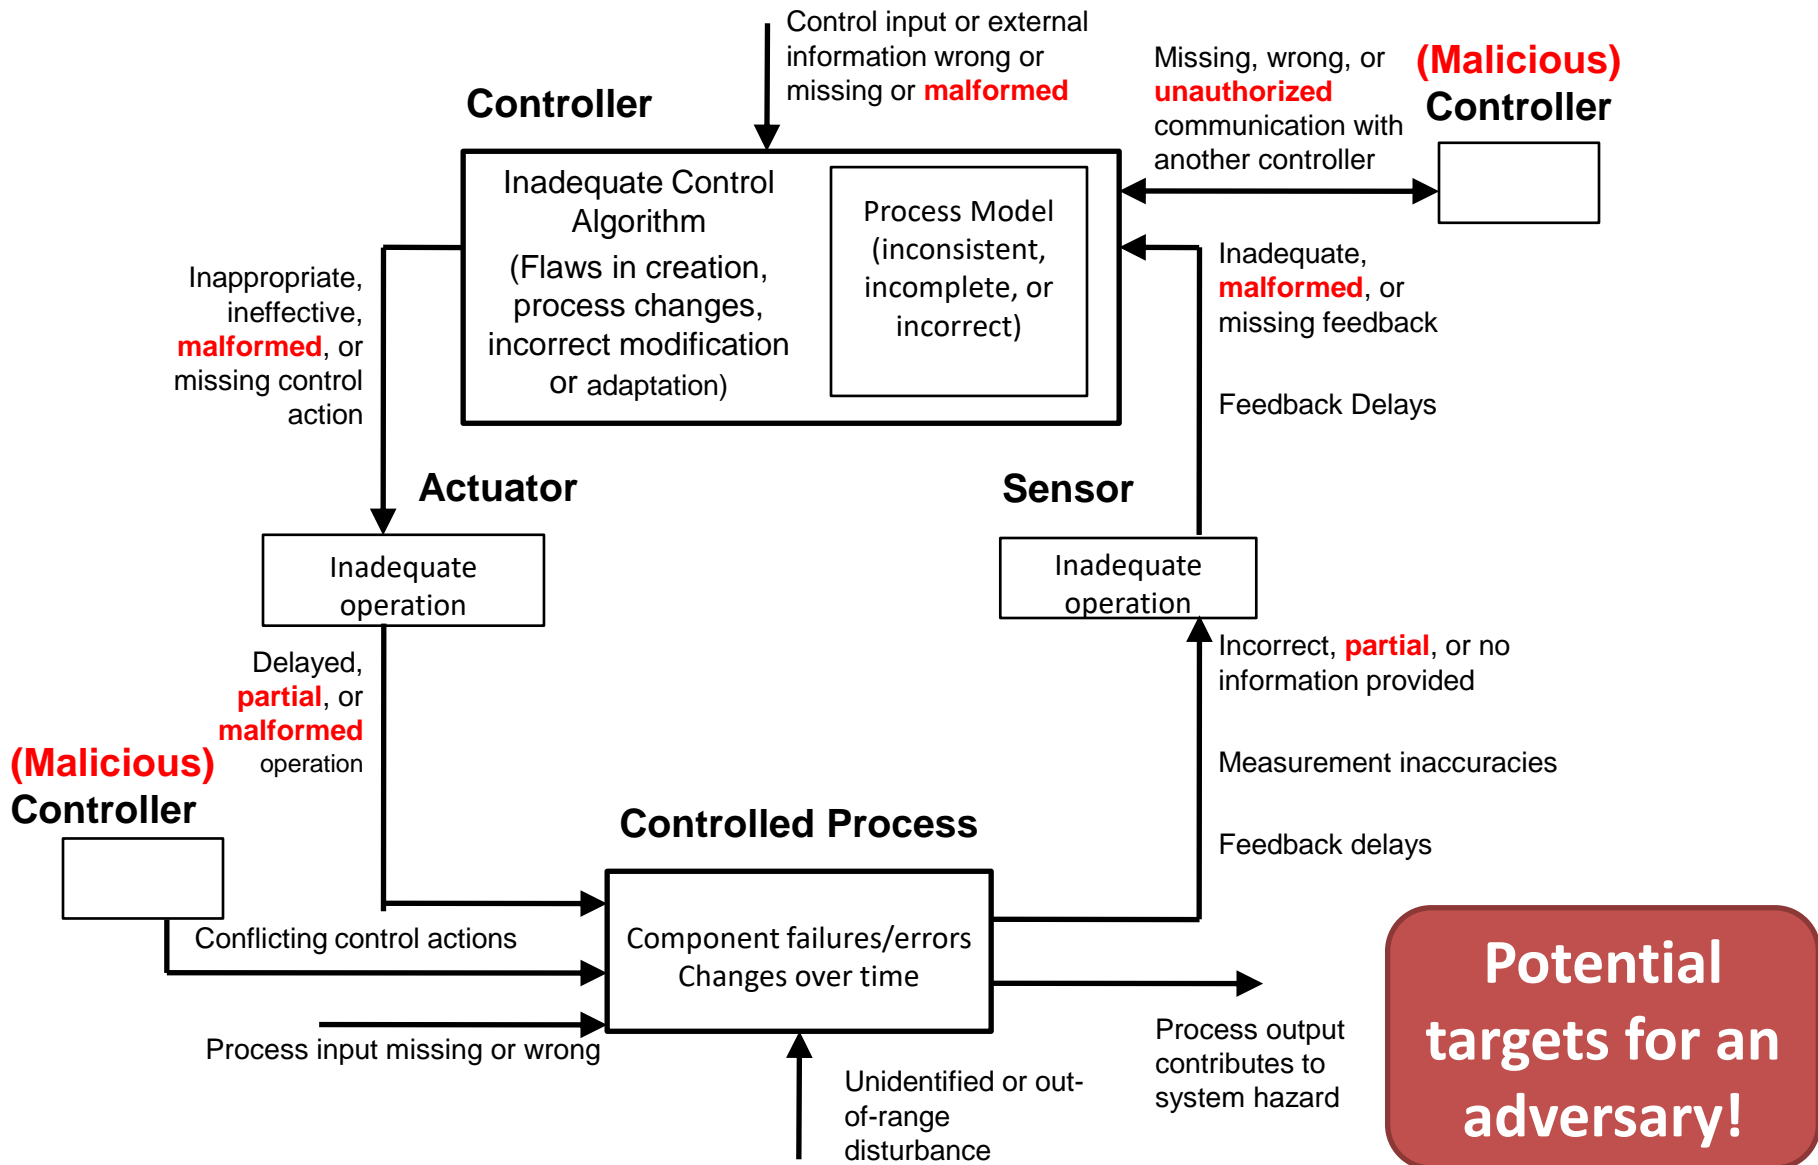 Control input or external
information wrong or
missing or malformed
Missing, wrong, or
unauthorized
communication with
another controller
(Malicious)
Controller
Controller
Inadequate Control
Algorithm
(Flaws in creation,
process changes,
incorrect modification
or adaptation)
Process Model
(inconsistent,
incomplete, or
incorrect)
Inappropriate,
ineffective,
malformed, or
missing control
action
Inadequate,
malformed, or
missing feedback
Feedback Delays
Actuator
Inadequate
operation
Sensor
Inadequate
operation
Delayed,
partial, or
malformed
operation
Incorrect, partial, or no
information provided
Measurement inaccuracies
Feedback delays
(Malicious)
Controller
Controlled Process
Component failures/errors
Changes over time
Conflicting control actions
Process input missing or wrong
Unidentified or out-
of-range
disturbance
Process output
contributes to
system hazard
Potential
targets for an
adversary!